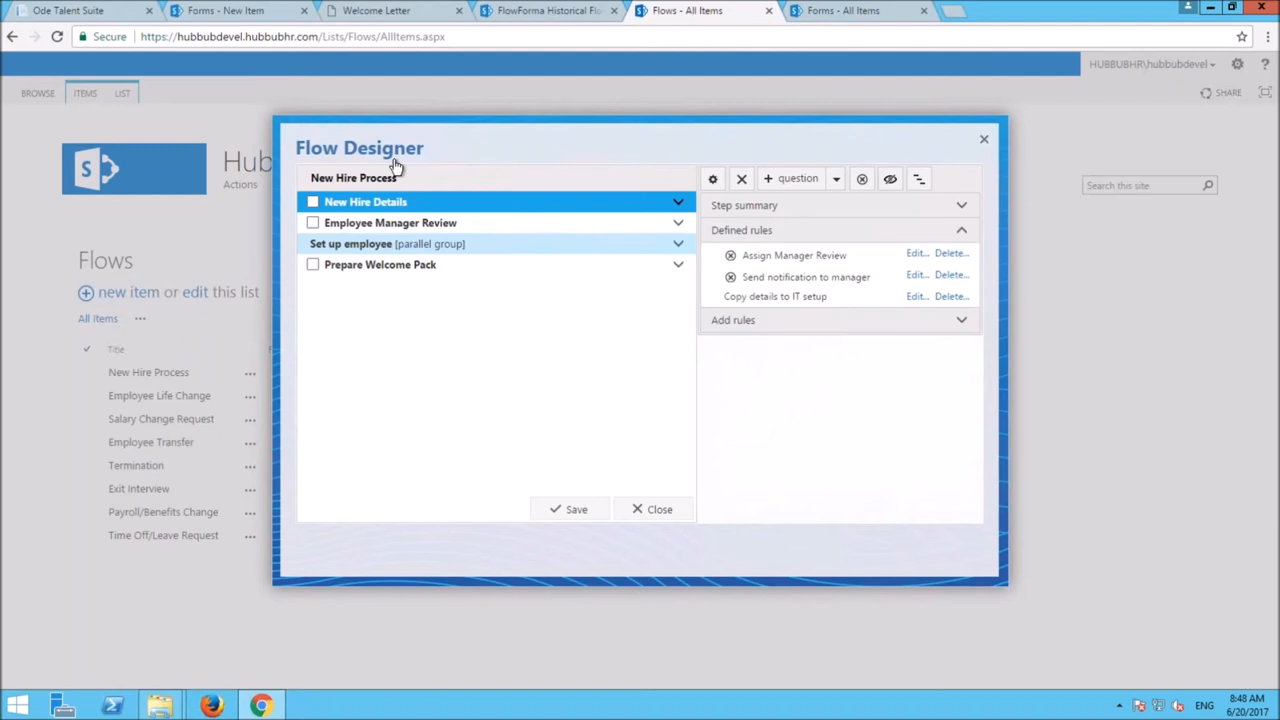 Ode Talent Suite
Forms - New Item
Welcome Letter
FlowForma Historical Flo
Flows - All Items
Forms - All Items
Secure
https://hubbubdevel.hubbubhr.com/Lists/Flows/AllItems.aspx
HUBBUBHR\hubbubdevel
BROWSE
ITEMS
LIST
SHARE
Flow Designer
Hub
Actions
Search this site
New Hire Process
question
New Hire Details
Employee Manager Review
Set up employee [parallel group]
Prepare Welcome Pack
Step summary
Defined rules
Assign Manager Review Edit... Delete...
Send notification to manager Edit... Delete...
Copy details to IT setup Edit... Delete...
Add rules
Save
Close
Flows
new item or edit this list
All Items
Title
New Hire Process
Employee Life Change
Salary Change Request
Employee Transfer
Termination
Exit Interview
Payroll/Benefits Change
Time Off/Leave Request
ENG
8:48 AM
6/20/2017